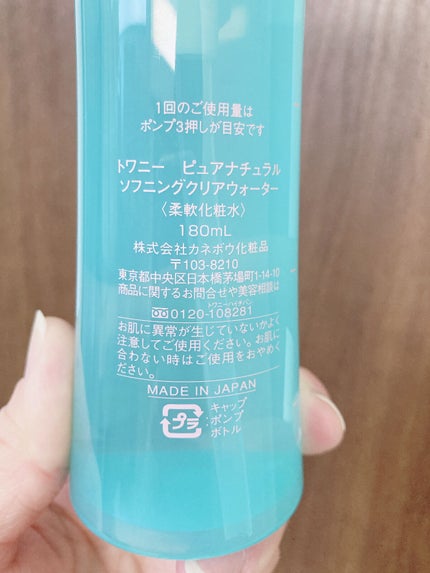 1回のご使用量は
ポンプ3押しが目安です
トワニー ピュアナチュラル
ソフニングクリアウォーター
〈柔軟化粧水〉
180mL
株式会社カネボウ化粧品
〒103-8210
東京都中央区日本橋茅場町1-14-10
商品に関するお問合せや美容相談は
トワニーハイチバン
0120-108281
お肌に異常が生じていないかよく
注意してご使用ください。お肌に
合わない時はご使用をおやめく
ださい。
MADE IN JAPAN
プラ
キャップ
ポンプ
ボトル